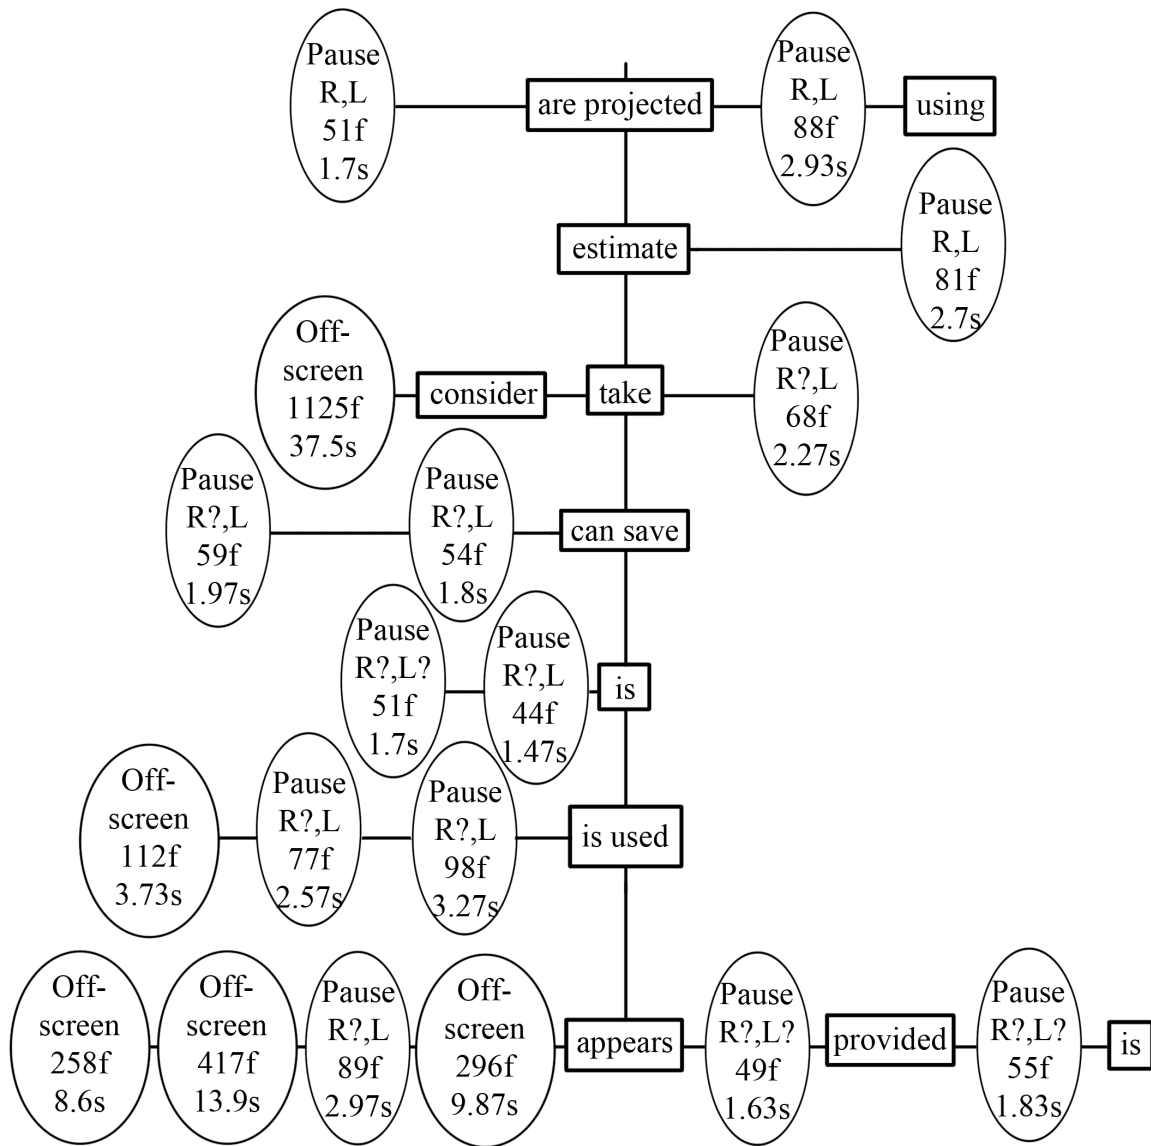 Pause
R,L
51f
1.7s
are projected
Pause
R,L
88f
2.93s
using
estimate
Pause
R,L
81f
2.7s
Off-
screen
1125f
37.5s
consider
take
Pause
R?,L
68f
2.27s
Pause
R?,L
59f
1.97s
Pause
R?,L
54f
1.8s
can save
Pause
R?,L?
51f
1.7s
Pause
R?,L
44f
1.47s
is
Off-
screen
112f
3.73s
Pause
R?,L
77f
2.57s
Pause
R?,L
98f
3.27s
is used
Off-
screen
258f
8.6s
Off-
screen
417f
13.9s
Pause
R?,L
89f
2.97s
Off-
screen
296f
9.87s
appears
Pause
R?,L?
49f
1.63s
provided
Pause
R?,L?
55f
1.83s
is